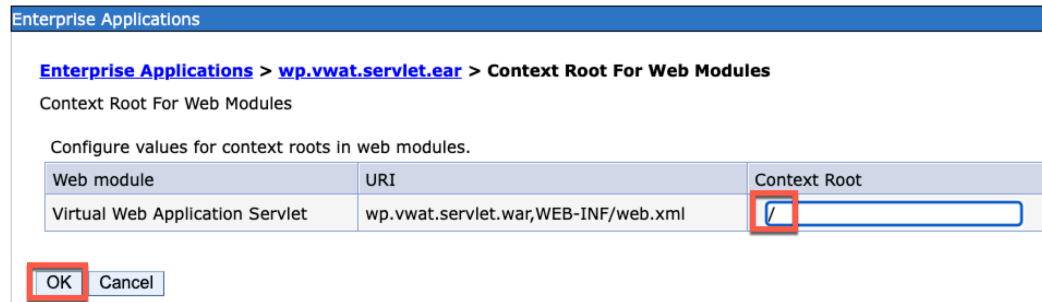 Enterprise Applications
Enterprise Applications > wp.vwat.servlet.ear > Context Root For Web Modules
Context Root For Web Modules
Configure values for context roots in web modules.
Web module URI Context Root
Virtual Web Application Servlet wp.vwat.servlet.war,WEB-INF/web.xml /
OK Cancel